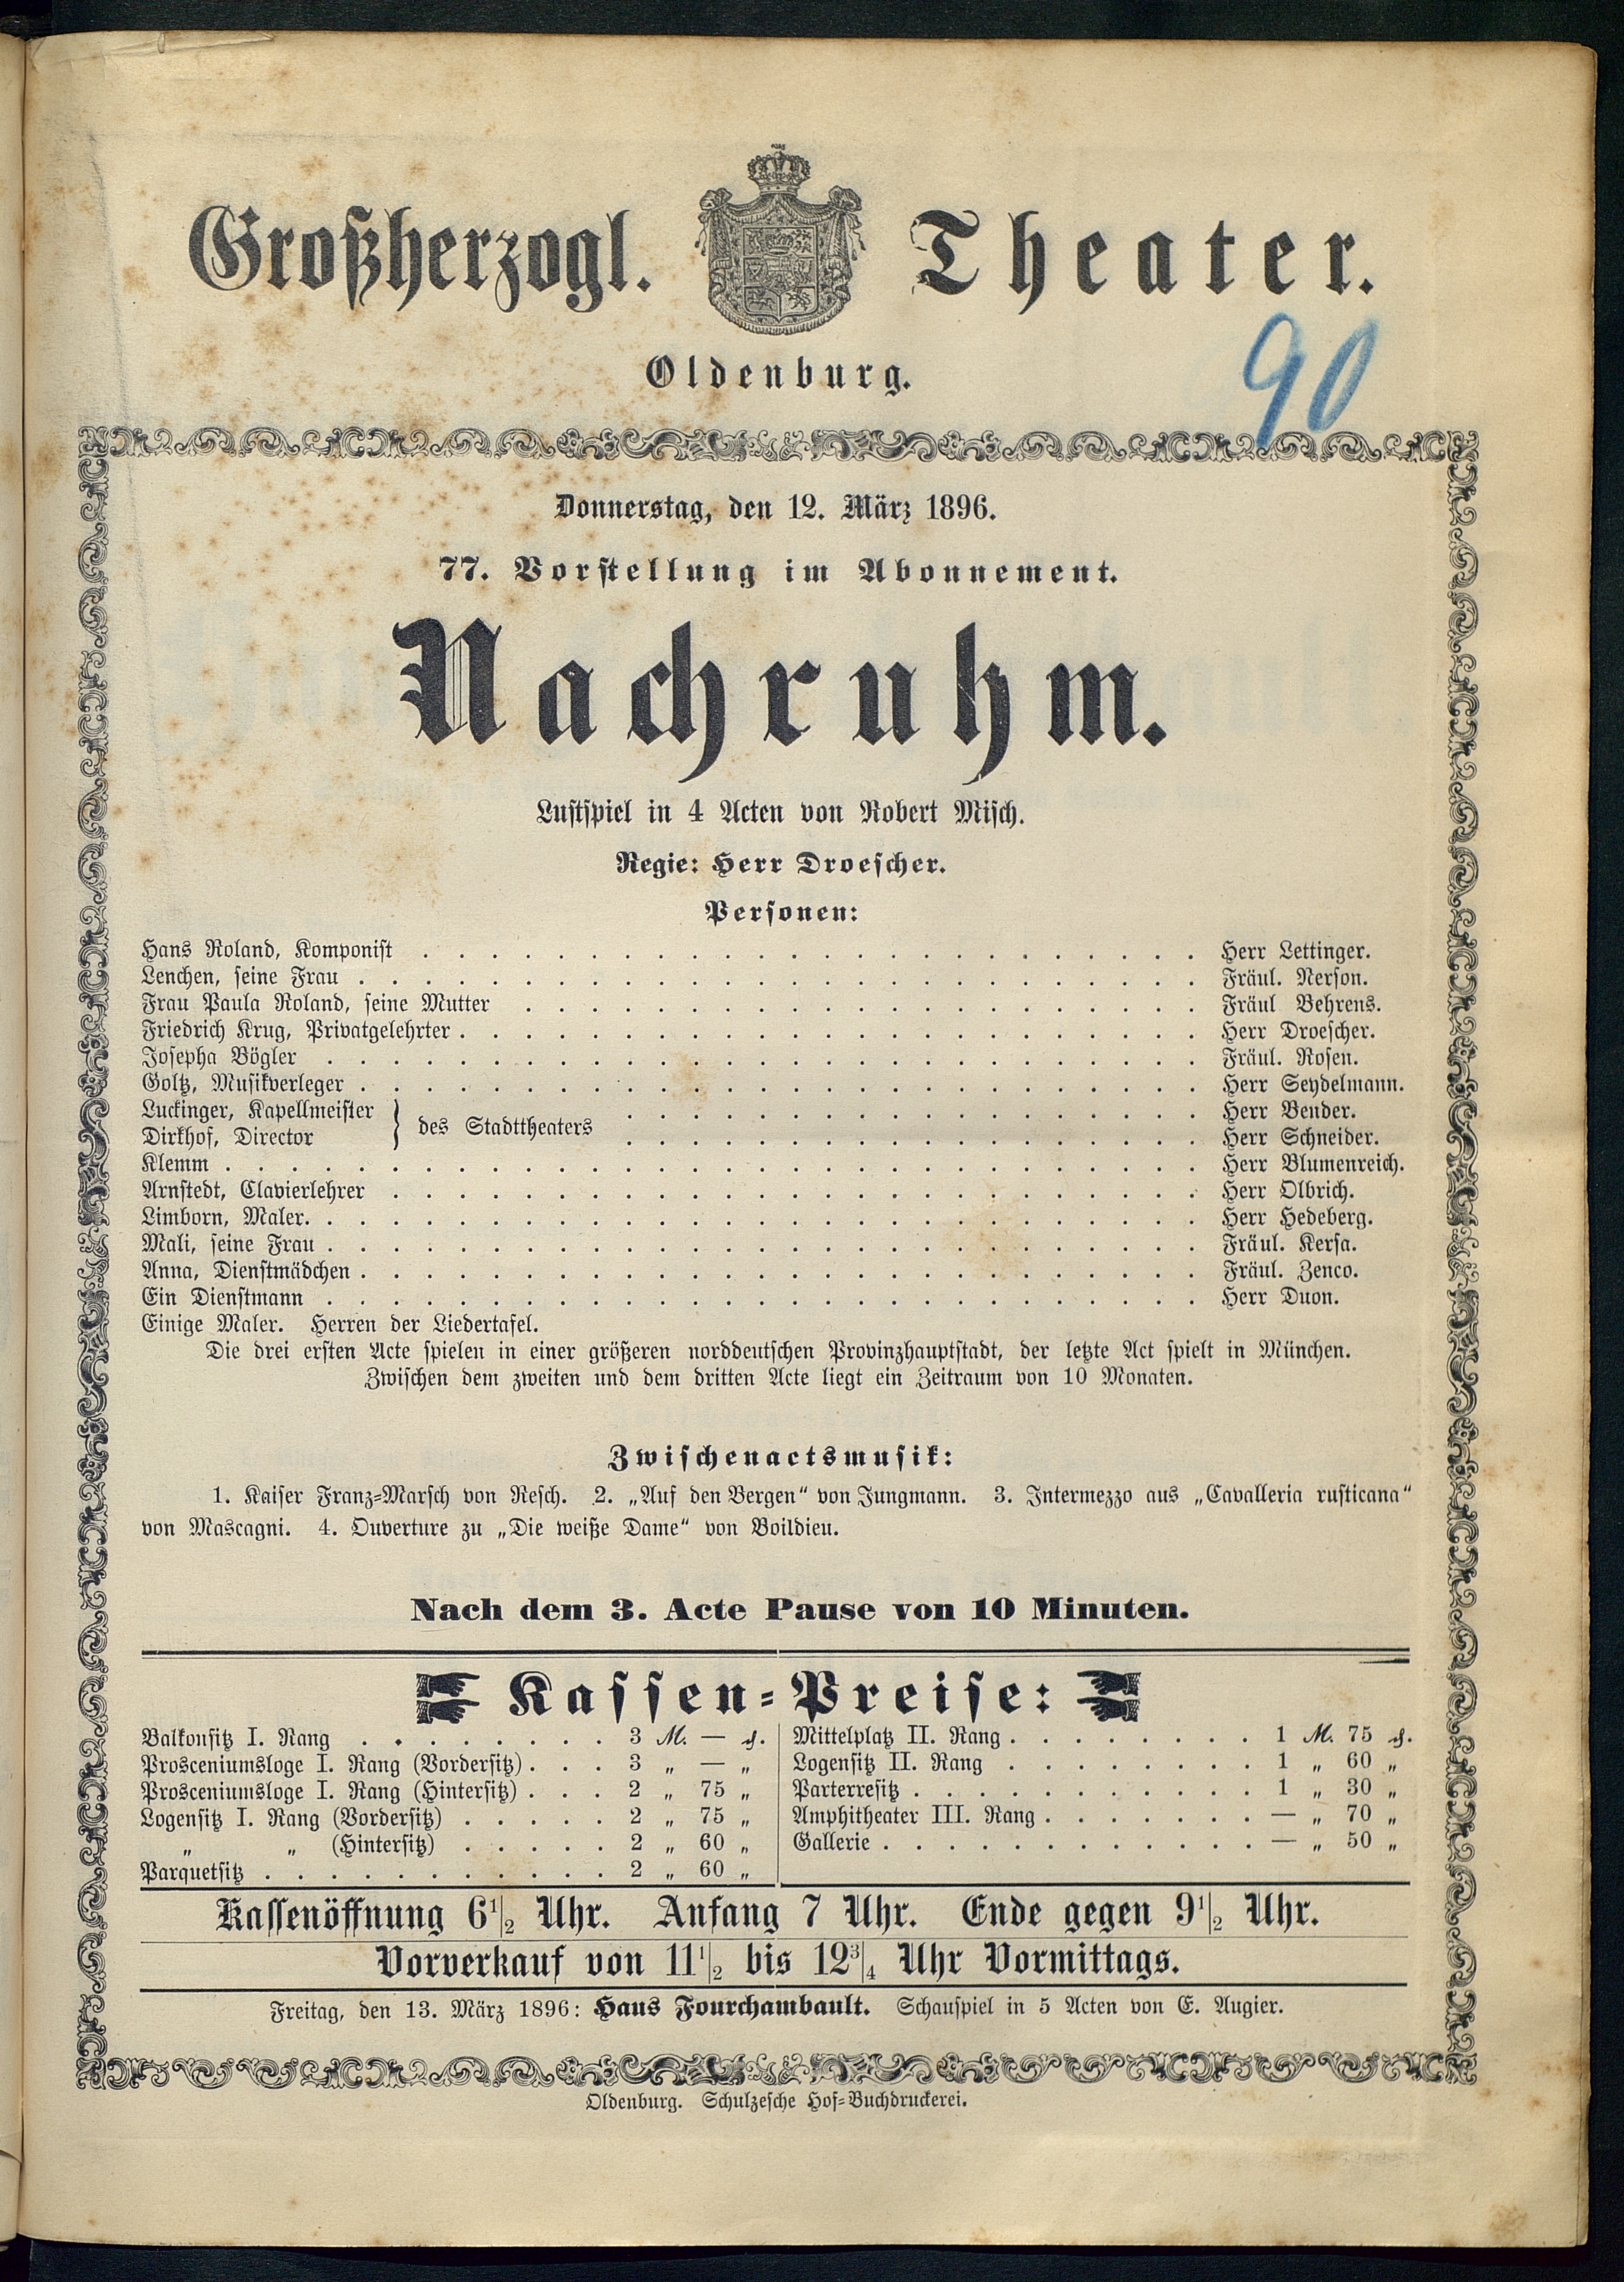 Großherzogl. Theater.
Oldenburg.
90
Donnerstag, den 12. März 1896.
77. Vorstellung im Abonnement.
Nachruhm.
Lustspiel in 4 Acten von Robert Misch.
Regie: Herr Droescher.
Personen:
Hans Roland, Komponist . . . Herr Lettinger.
Lenchen, seine Frau . . . Fräul. Nerson.
Frau Paula Roland, seine Mutter . . . Fräul Behrens.
Friedrich Krug, Privatgelehrter . . . Herr Droescher.
Josepha Bögler . . . Fräul. Rosen.
Goltz, Musikverleger . . . Herr Seydelmann.
Luckinger, Kapellmeister } des Stadttheaters . . . Herr Bender.
Dirkhof, Director } . . . Herr Schneider.
Klemm . . . Herr Blumenreich.
Arnstedt, Clavierlehrer . . . Herr Olbrich.
Limborn, Maler. . . . Herr Hedeberg.
Mali, seine Frau . . . Fräul. Kersa.
Anna, Dienstmädchen . . . Fräul. Zenco.
Ein Dienstmann . . . Herr Duon.
Einige Maler. Herren der Liedertafel.
Die drei ersten Acte spielen in einer größeren norddeutschen Provinzhauptstadt, der letzte Act spielt in München.
Zwischen dem zweiten und dem dritten Acte liegt ein Zeitraum von 10 Monaten.
Zwischenactsmusik:
1. Kaiser Franz-Marsch von Resch. 2. „Auf den Bergen“ von Jungmann. 3. Intermezzo aus „Cavalleria rusticana“
von Mascagni. 4. Ouverture zu „Die weiße Dame“ von Boildieu.
Nach dem 3. Acte Pause von 10 Minuten.
Kassen-Preise:
Balkonsitz I. Rang . . . 3 M. — ₰.
Prosceniumsloge I. Rang (Vordersitz) . . . 3 „ — „
Prosceniumsloge I. Rang (Hintersitz) . . . 2 „ 75 „
Logensitz I. Rang (Vordersitz) . . . 2 „ 75 „
„ „ (Hintersitz) . . . 2 „ 60 „
Parquetsitz . . . 2 „ 60 „
Mittelplatz II. Rang . . . 1 M. 75 ₰.
Logensitz II. Rang . . . 1 „ 60 „
Parterresitz . . . 1 „ 30 „
Amphitheater III. Rang . . . — „ 70 „
Gallerie . . . — „ 50 „
Kassenöffnung 6 1/2 Uhr. Anfang 7 Uhr. Ende gegen 9 1/2 Uhr.
Vorverkauf von 11 1/2 bis 12 3/4 Uhr Vormittags.
Freitag, den 13. März 1896: Haus Fourchambault. Schauspiel in 5 Acten von E. Augier.
Oldenburg. Schulzesche Hof-Buchdruckerei.